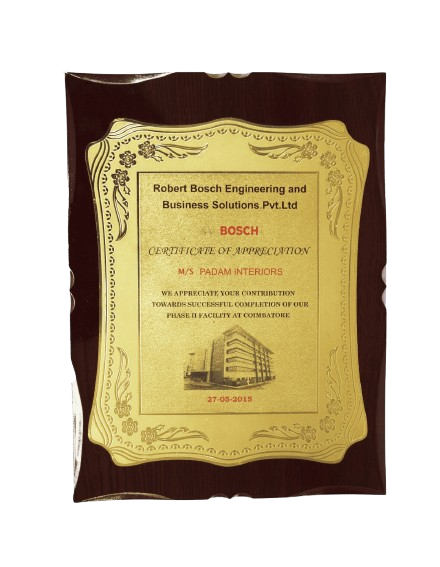 Robert Bosch Engineering and
Business Solutions.Pvt.Ltd
BOSCH
CERTIFICATE OF APPRECIATION
M/S PADAM INTERIORS
WE APPRECIATE YOUR CONTRIBUTION
TOWARDS SUCCESSFUL COMPLETION OF OUR
PHASE II FACILITY AT COIMBATORE
27-05-2015